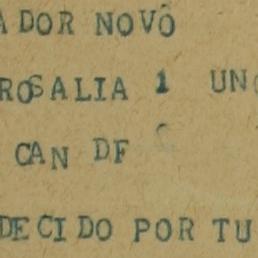 ADOR NOVO
ROSALIA 1 UN
CAN DF
DECIDO POR TU